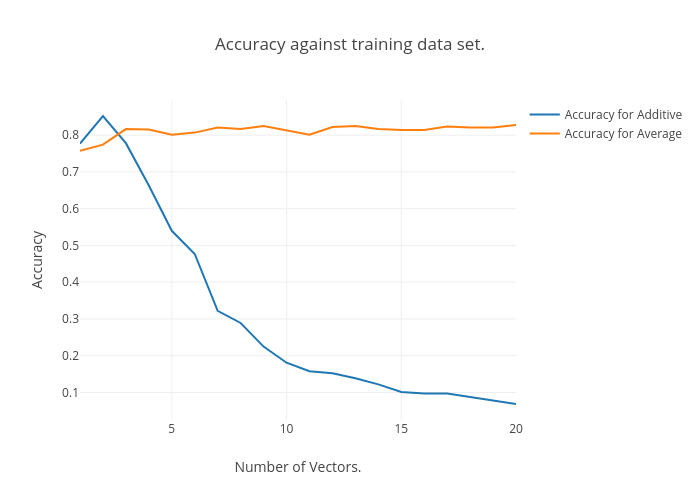 Accuracy against training data set.
Accuracy for Additive
Accuracy for Average
Accuracy
0.8
0.7
0.6
0.5
0.4
0.3
0.2
0.1
5
10
15
20
Number of Vectors.